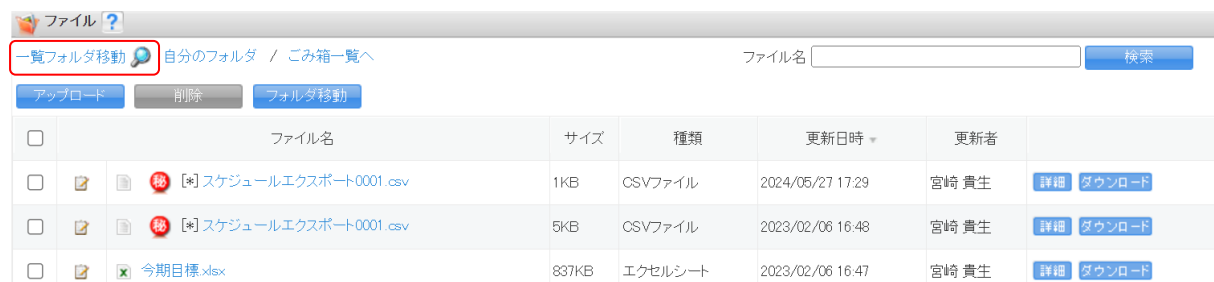 ファイル ?
一覧フォルダ移動 自分のフォルダ / ごみ箱一覧へ ファイル名 検索
アップロード 削除 フォルダ移動
ファイル名 サイズ 種類 更新日時 更新者
秘 [*] スケジュールエクスポート0001.csv 1KB CSVファイル 2024/05/27 17:29 宮崎 貴生 詳細 ダウンロード
秘 [*] スケジュールエクスポート0001.csv 5KB CSVファイル 2023/02/06 16:48 宮崎 貴生 詳細 ダウンロード
今期目標.xlsx 837KB エクセルシート 2023/02/06 16:47 宮崎 貴生 詳細 ダウンロード